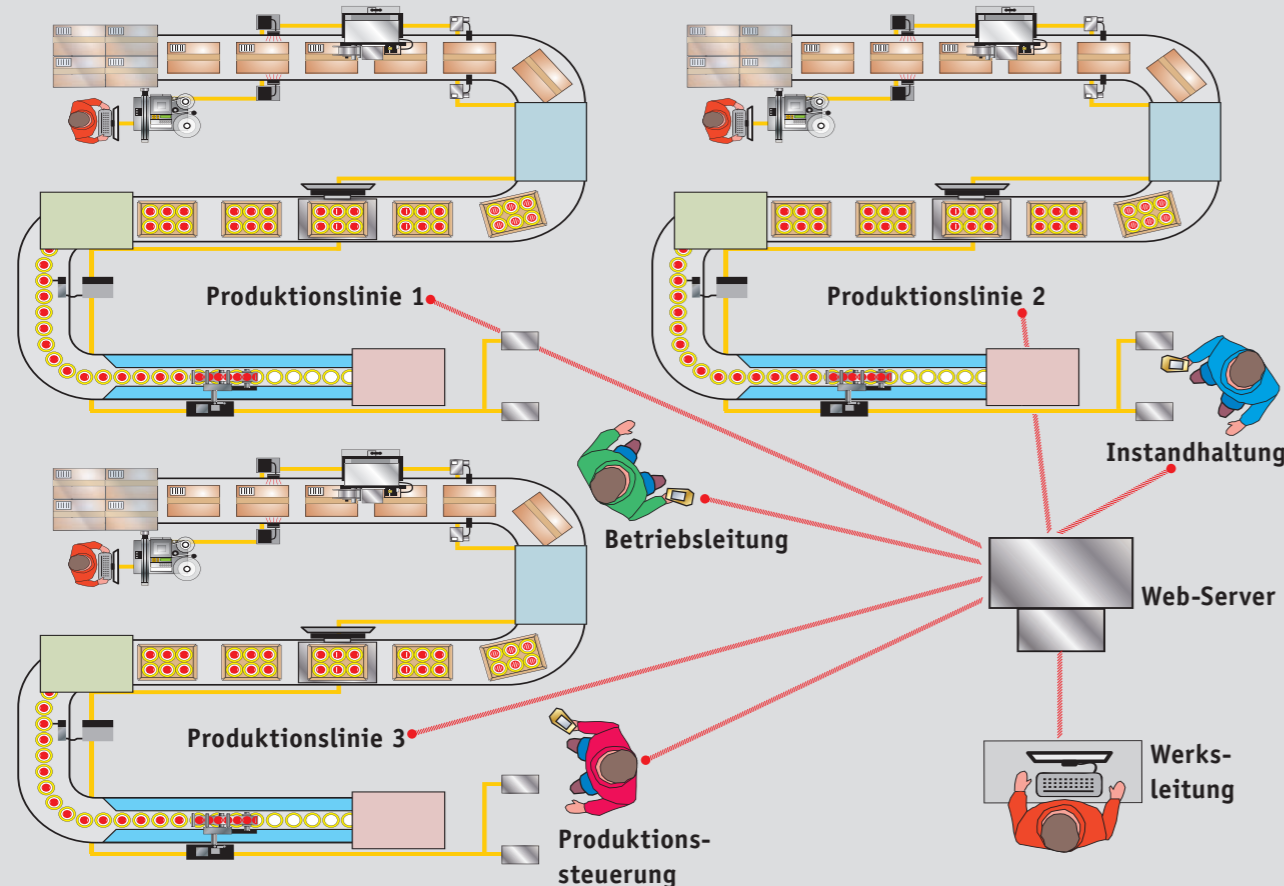 Produktionslinie 1
Produktionslinie 2
Instandhaltung
Betriebsleitung
Web-Server
Produktionslinie 3
Werks-
leitung
Produktions-
steuerung